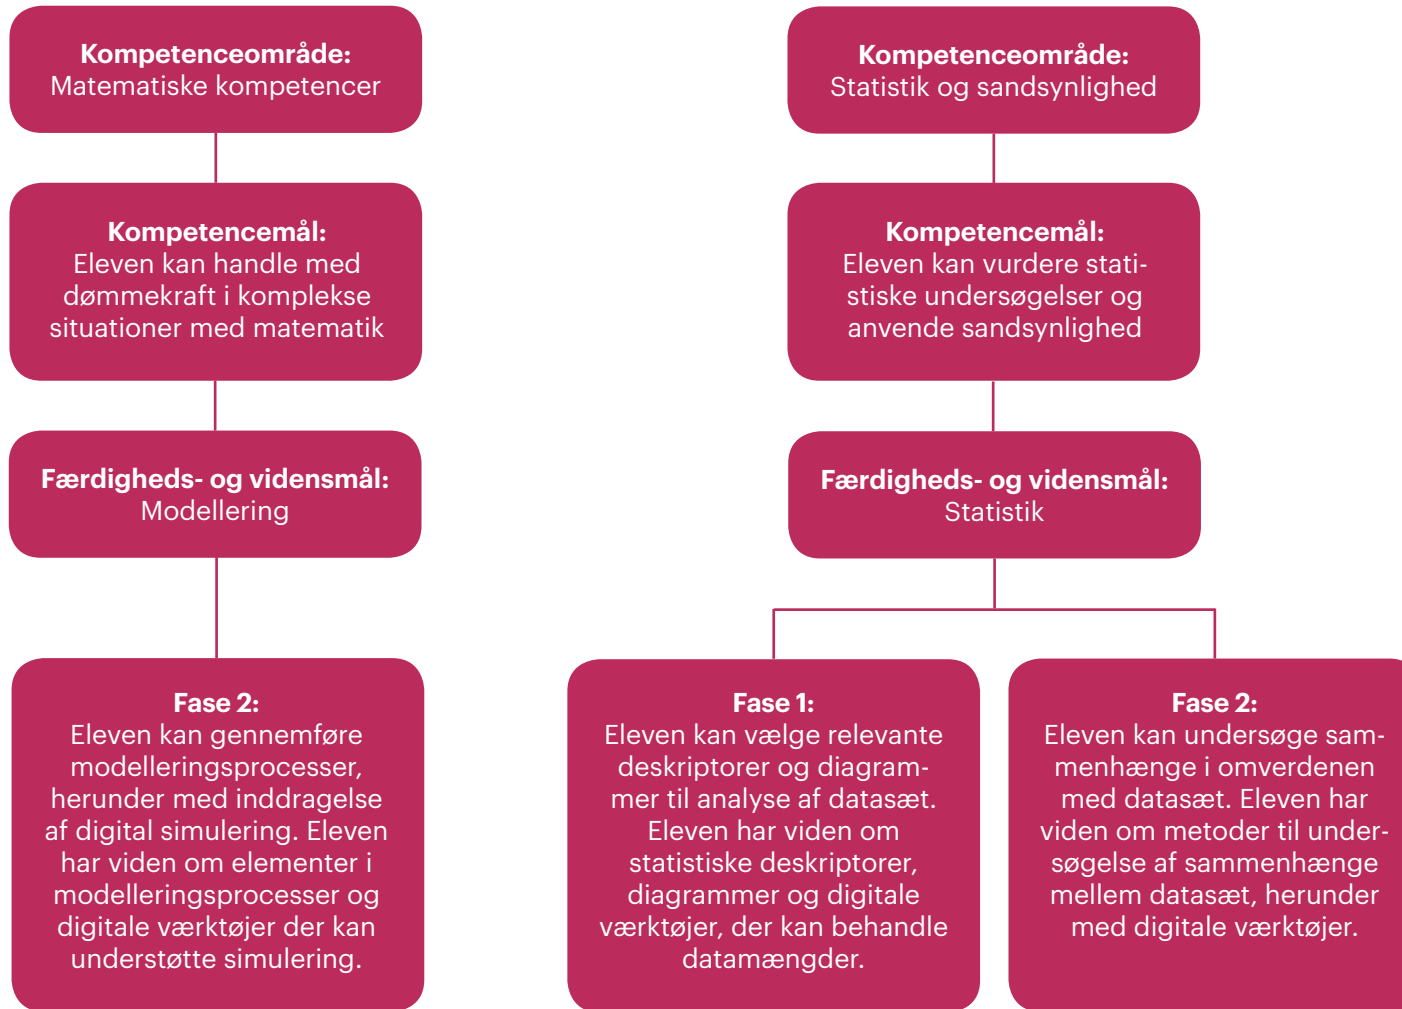 Kompetenceområde:
Matematiske kompetencer
Kompetencemål:
Eleven kan handle med
dømmekraft i komplekse
situationer med matematik
Færdigheds- og vidensmål:
Modellering
Fase 2:
Eleven kan gennemføre
modelleringsprocesser,
herunder med inddragelse
af digital simulering. Eleven
har viden om elementer i
modelleringsprocesser og
digitale værktøjer der kan
understøtte simulering.
Kompetenceområde:
Statistik og sandsynlighed
Kompetencemål:
Eleven kan vurdere stati-
stiske undersøgelser og
anvende sandsynlighed
Færdigheds- og vidensmål:
Statistik
Fase 1:
Eleven kan vælge relevante
deskriptorer og diagram-
mer til analyse af datasæt.
Eleven har viden om
statistiske deskriptorer,
diagrammer og digitale
værktøjer, der kan behandle
datamængder.
Fase 2:
Eleven kan undersøge sam-
menhænge i omverdenen
med datasæt. Eleven har
viden om metoder til under-
søgelse af sammenhænge
mellem datasæt, herunder
med digitale værktøjer.